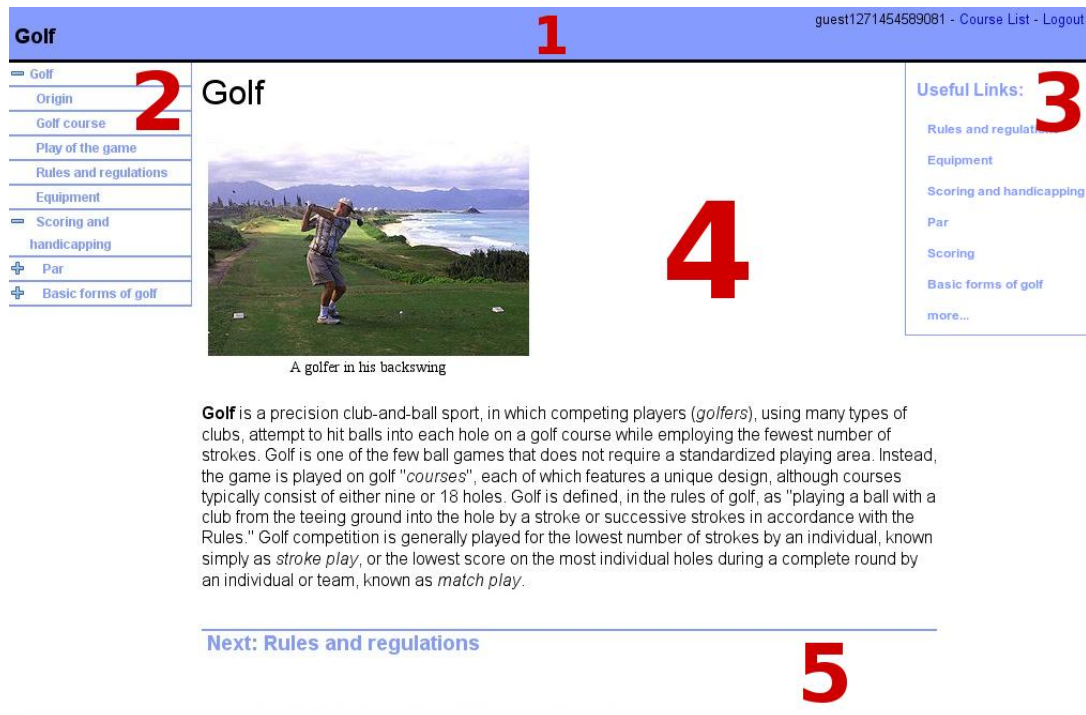 guest1271454589081 - Course List - Logout
Golf
1
Golf
Origin
Golf course
Play of the game
Rules and regulations
Equipment
Scoring and
handicapping
Par
Basic forms of golf
2
Golf
A golfer in his backswing
4
Useful Links:
3
Rules and
Equipment
Scoring and handicapping
Par
Scoring
Basic forms of golf
more...
Golf is a precision club-and-ball sport, in which competing players (golfers), using many types of
clubs, attempt to hit balls into each hole on a golf course while employing the fewest number of
strokes. Golf is one of the few ball games that does not require a standardized playing area. Instead,
the game is played on golf "courses", each of which features a unique design, although courses
typically consist of either nine or 18 holes. Golf is defined, in the rules of golf, as "playing a ball with a
club from the teeing ground into the hole by a stroke or successive strokes in accordance with the
Rules." Golf competition is generally played for the lowest number of strokes by an individual, known
simply as stroke play, or the lowest score on the most individual holes during a complete round by
an individual or team, known as match play.
Next: Rules and regulations
5